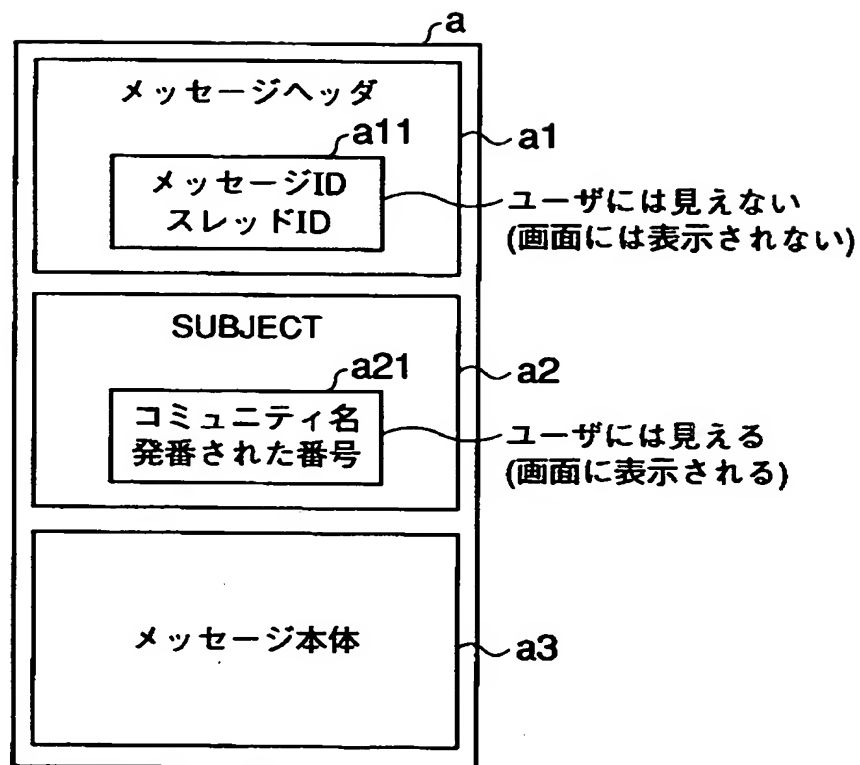 a
メッセージヘッダ
a11
a1
メッセージID
スレッドID
ユーザには見えない
(画面には表示されない)
SUBJECT
a21
a2
コミュニティ名
発番された番号
ユーザには見える
(画面に表示される)
メッセージ本体
a3